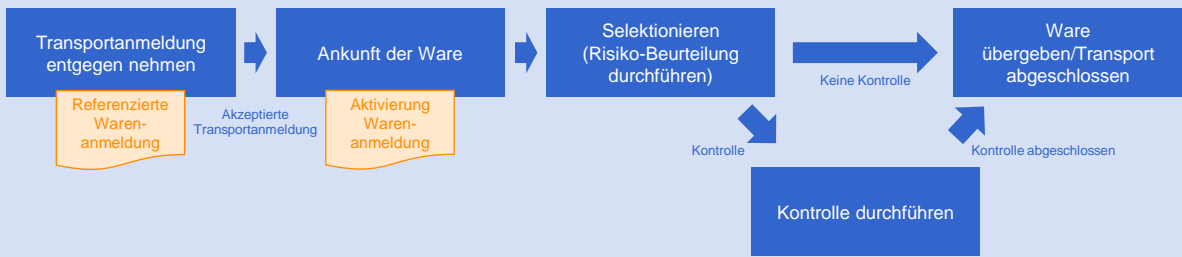 Transportanmeldung
entgegen nehmen
Ankunft der Ware
Selektionieren
(Risiko-Beurteilung
durchführen)
Ware
übergeben/Transport
abgeschlossen
Keine Kontrolle
Referenzierte
Waren-
anmeldung
Akzeptierte
Transportanmeldung
Aktivierung
Waren-
anmeldung
Kontrolle
Kontrolle abgeschlossen
Kontrolle durchführen